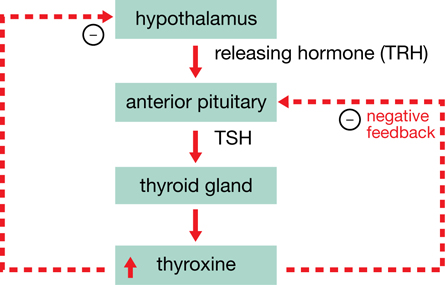 hypothalamus
−
releasing hormone (TRH)
anterior pituitary
− negative
feedback
TSH
thyroid gland
thyroxine